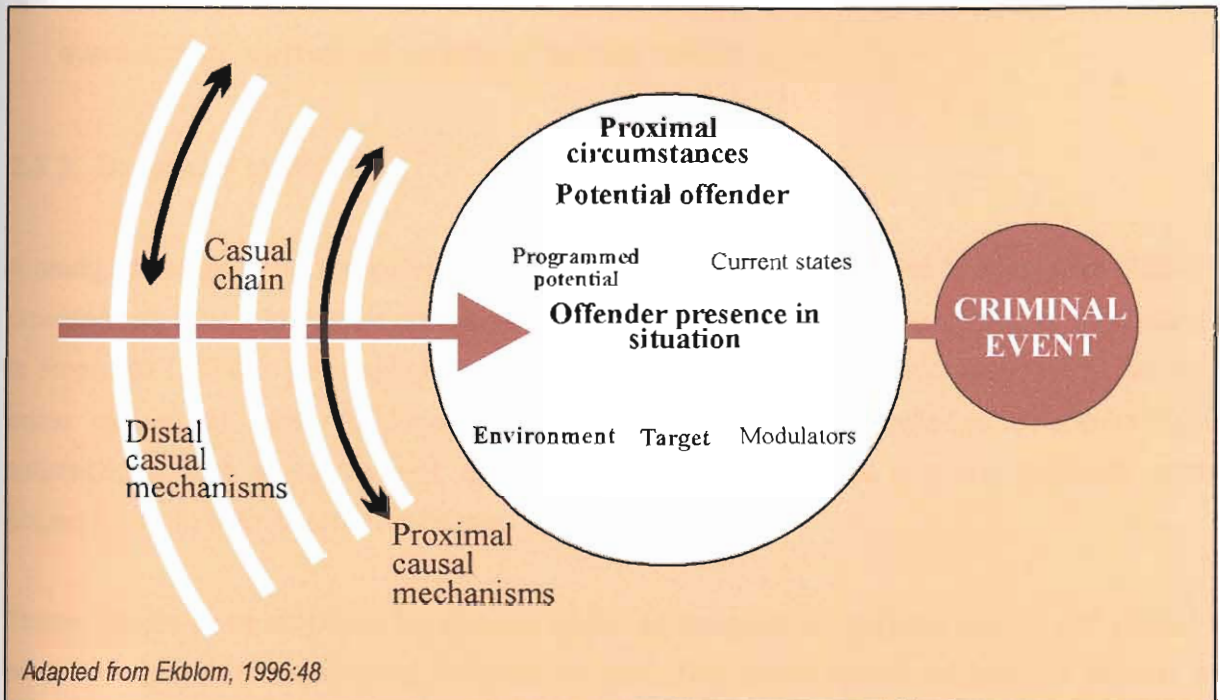 Proximal
circumstances
Potential offender
Programmed
potential
Current states
Offender presence in
situation
Environment Target Modulators
Casual
chain
Distal
casual
mechanisms
Proximal
causal
mechanisms
CRIMINAL
EVENT
Adapted from Ekblom, 1996:48